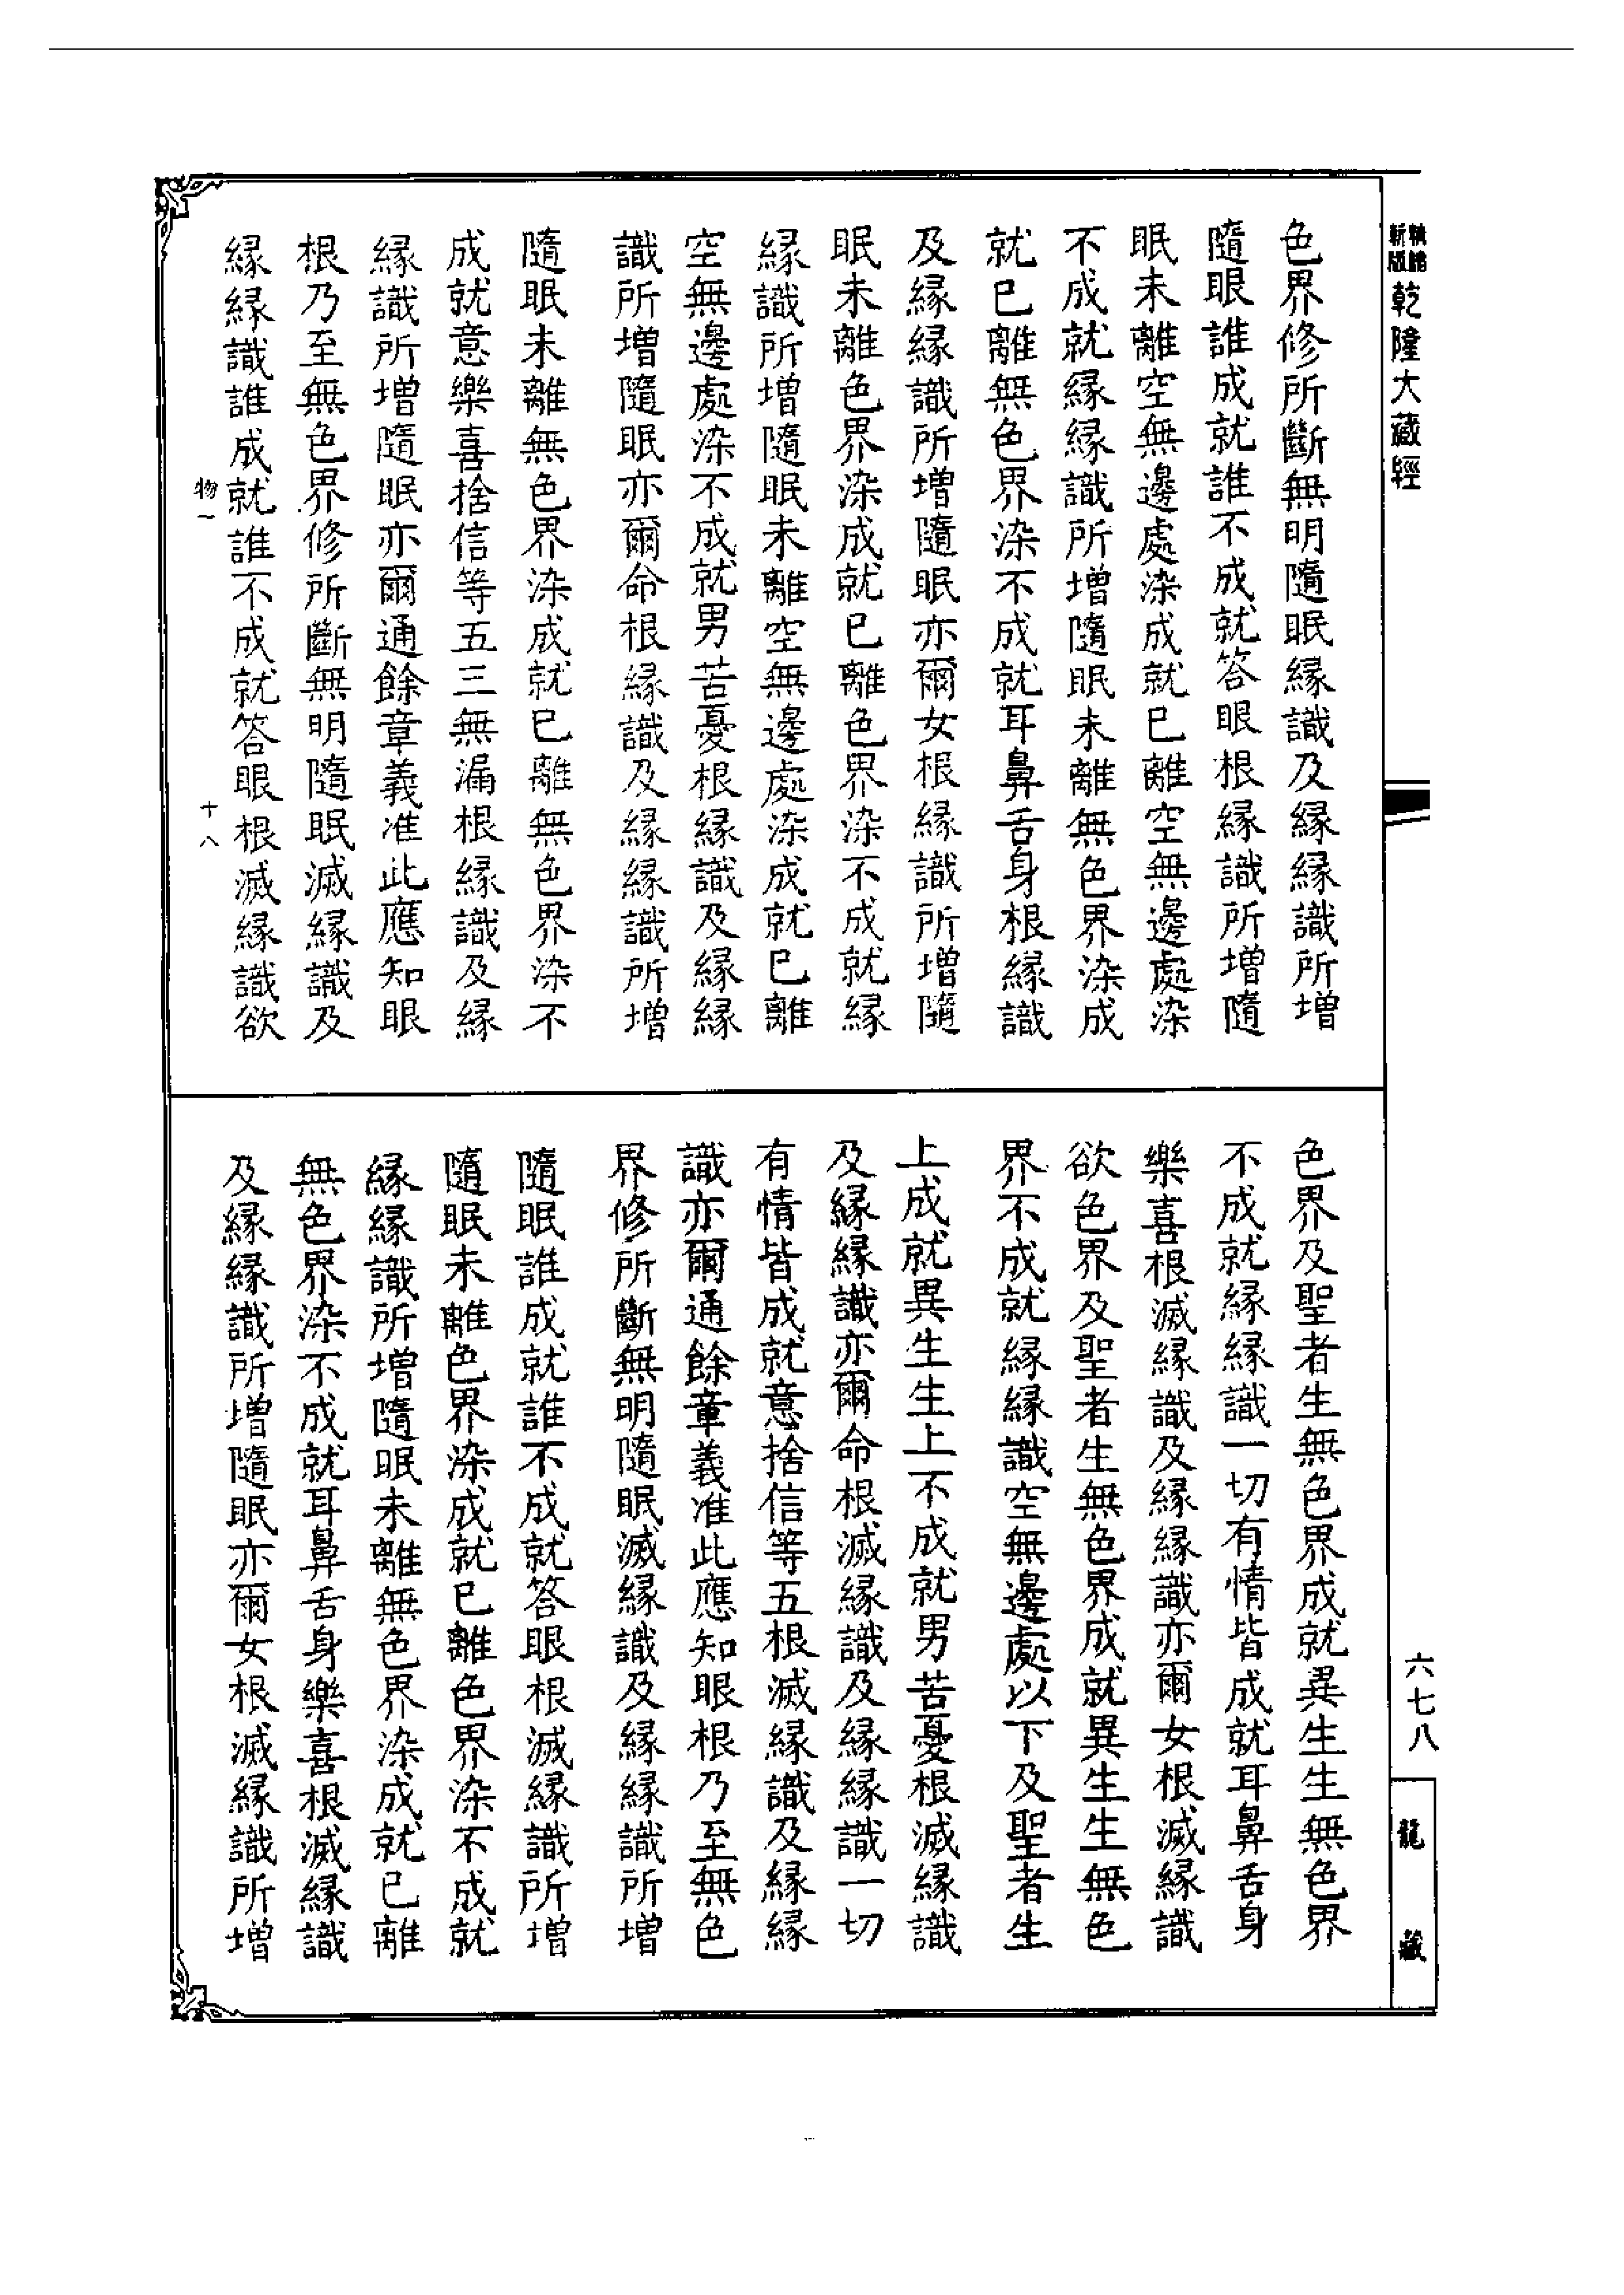 乾隆大藏經
色界修所斷無明隨眠緣識及緣緣識所增
隨眠誰成就誰不成就答眼根緣識所增隨
眠未離空無邊處染成就已離空無邊處染
不成就緣緣識所增隨眠未離無色界染成
就已離無色界染不成就耳鼻舌身根緣識
及緣緣識所增隨眠亦爾女根緣識所增隨
眠未離色界染成就已離色界染不成就緣
緣識所增隨眠未離空無邊處染成就已離
空無邊處染不成就男苦憂根緣識及緣緣
識所增隨眠亦爾命根緣識及緣緣識所增
隨眠未離無色界染成就已離無色界染不
成就意樂喜捨信等五三無漏根緣識及緣
緣識所增隨眠亦爾通餘章義准此應知眼
根乃至無色界修所斷無明隨眠滅緣識及
緣緣識誰成就誰不成就答眼根滅緣識欲
物一
十八
色界及聖者生無色界成就異生生無色界
不成就緣緣識一切有情皆成就耳鼻舌身
樂喜根滅緣識及緣緣識亦爾女根滅緣識
欲色界及聖者生無色界成就異生生無色
界不成就緣緣識空無邊處以下及聖者生
上成就異生生上不成就男苦憂根滅緣識
及緣緣識亦爾命根滅緣識及緣緣識一切
有情皆成就意捨信等五根滅緣識及緣緣
識亦爾通餘章義准此應知眼根乃至無色
界修所斷無明隨眠滅緣識及緣緣識所增
隨眠誰成就誰不成就答眼根滅緣識所增
隨眠未離色界染成就已離色界染不成就
緣緣識所增隨眠未離無色界染成就已離
無色界染不成就耳鼻舌身樂喜根滅緣識
及緣緣識所增隨眠亦爾女根滅緣識所增
六七八
龍藏